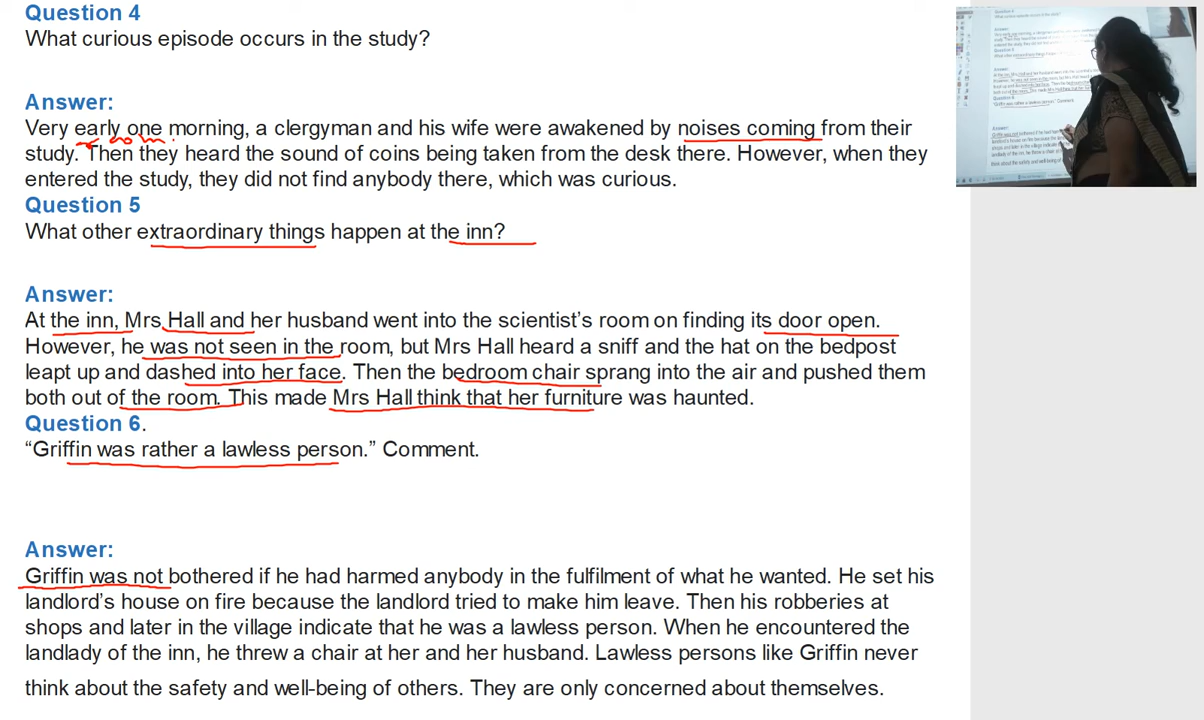 Question 4
What curious episode occurs in the study?
Answer:
Very early one morning, a clergyman and his wife were awakened by noises coming from their
study. Then they heard the sound of coins being taken from the desk there. However, when they
entered the study, they did not find anybody there, which was curious.
Question 5
What other extraordinary things happen at the inn?
Answer:
At the inn, Mrs Hall and her husband went into the scientist’s room on finding its door open.
However, he was not seen in the room, but Mrs Hall heard a sniff and the hat on the bedpost
leapt up and dashed into her face. Then the bedroom chair sprang into the air and pushed them
both out of the room. This made Mrs Hall think that her furniture was haunted.
Question 6.
“Griffin was rather a lawless person.” Comment.
Answer:
Griffin was not bothered if he had harmed anybody in the fulfilment of what he wanted. He set his
landlord’s house on fire because the landlord tried to make him leave. Then his robberies at
shops and later in the village indicate that he was a lawless person. When he encountered the
landlady of the inn, he threw a chair at her and her husband. Lawless persons like Griffin never
think about the safety and well-being of others. They are only concerned about themselves.